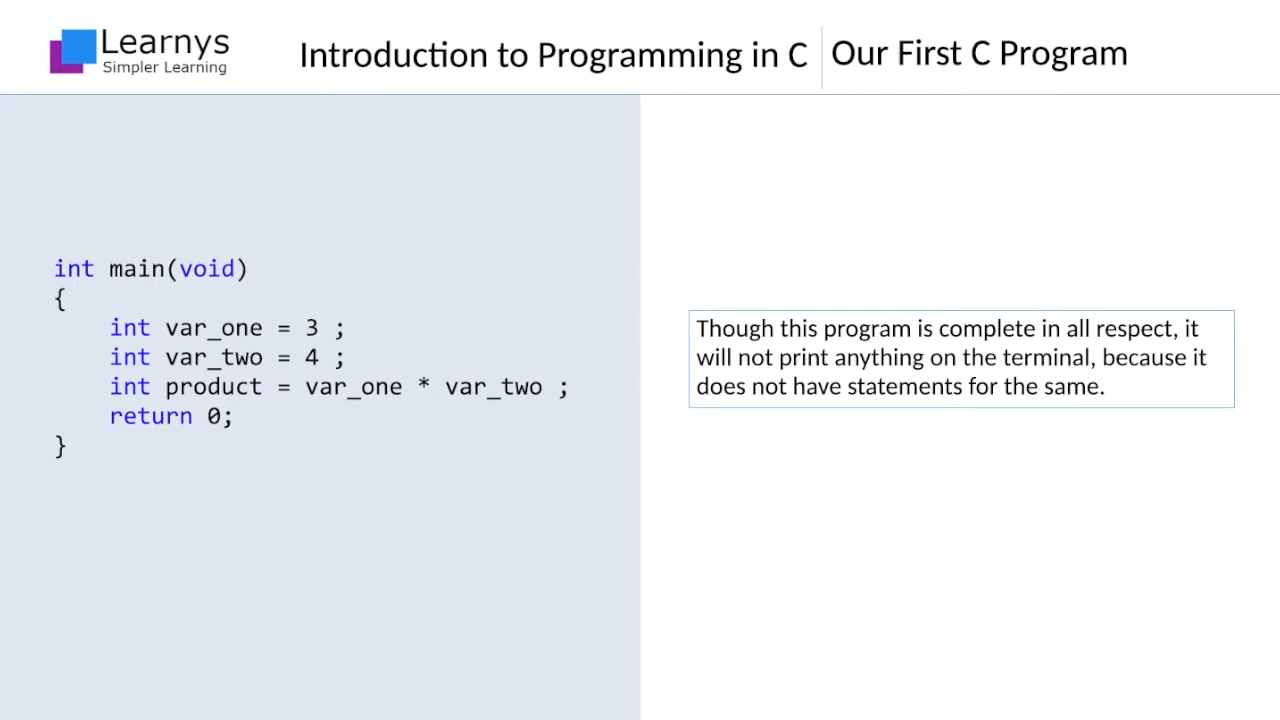 Learnys
Simpler Learning
Introduction to Programming in C
Our First C Program
int main(void)
{
    int var_one = 3 ;
    int var_two = 4 ;
    int product = var_one * var_two ;
    return 0;
}
Though this program is complete in all respect, it
will not print anything on the terminal, because it
does not have statements for the same.